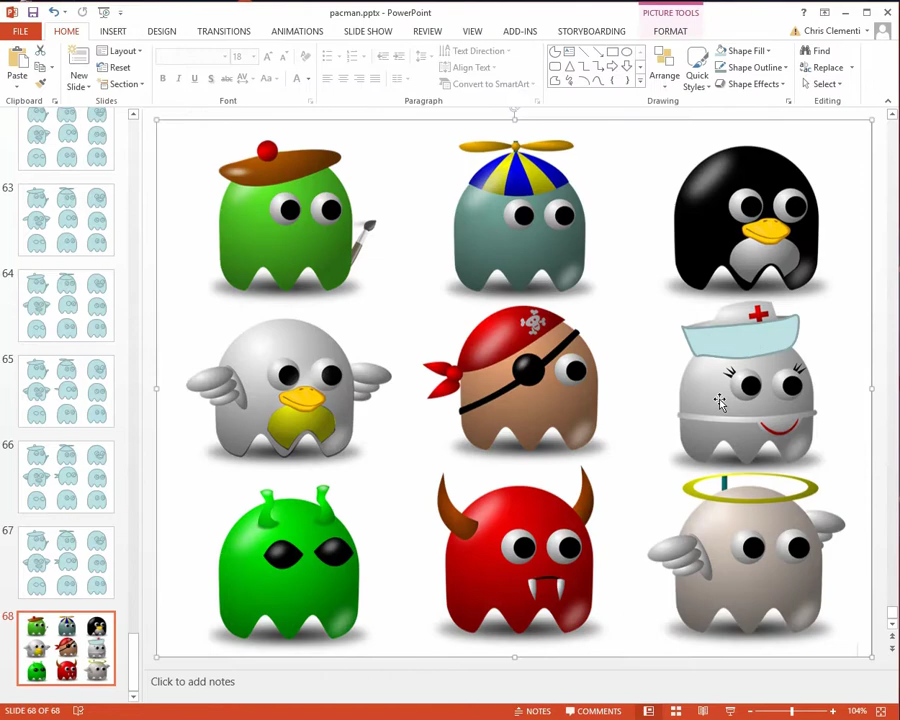 pacman.pptx - PowerPoint
PICTURE TOOLS
FILE
HOME
INSERT
DESIGN
TRANSITIONS
ANIMATIONS
SLIDE SHOW
REVIEW
VIEW
ADD-INS
STORYBOARDING
FORMAT
Chris Clementi
Paste
New
Slide
Layout
Reset
Section
18
B I U S abc AV Aa A
Text Direction
Align Text
Convert to SmartArt
Arrange
Quick
Styles
Shape Fill
Shape Outline
Shape Effects
Find
Replace
Select
Clipboard
Slides
Font
Paragraph
Drawing
Editing
63
64
65
66
67
68
Click to add notes
SLIDE 68 OF 68
NOTES
COMMENTS
104%